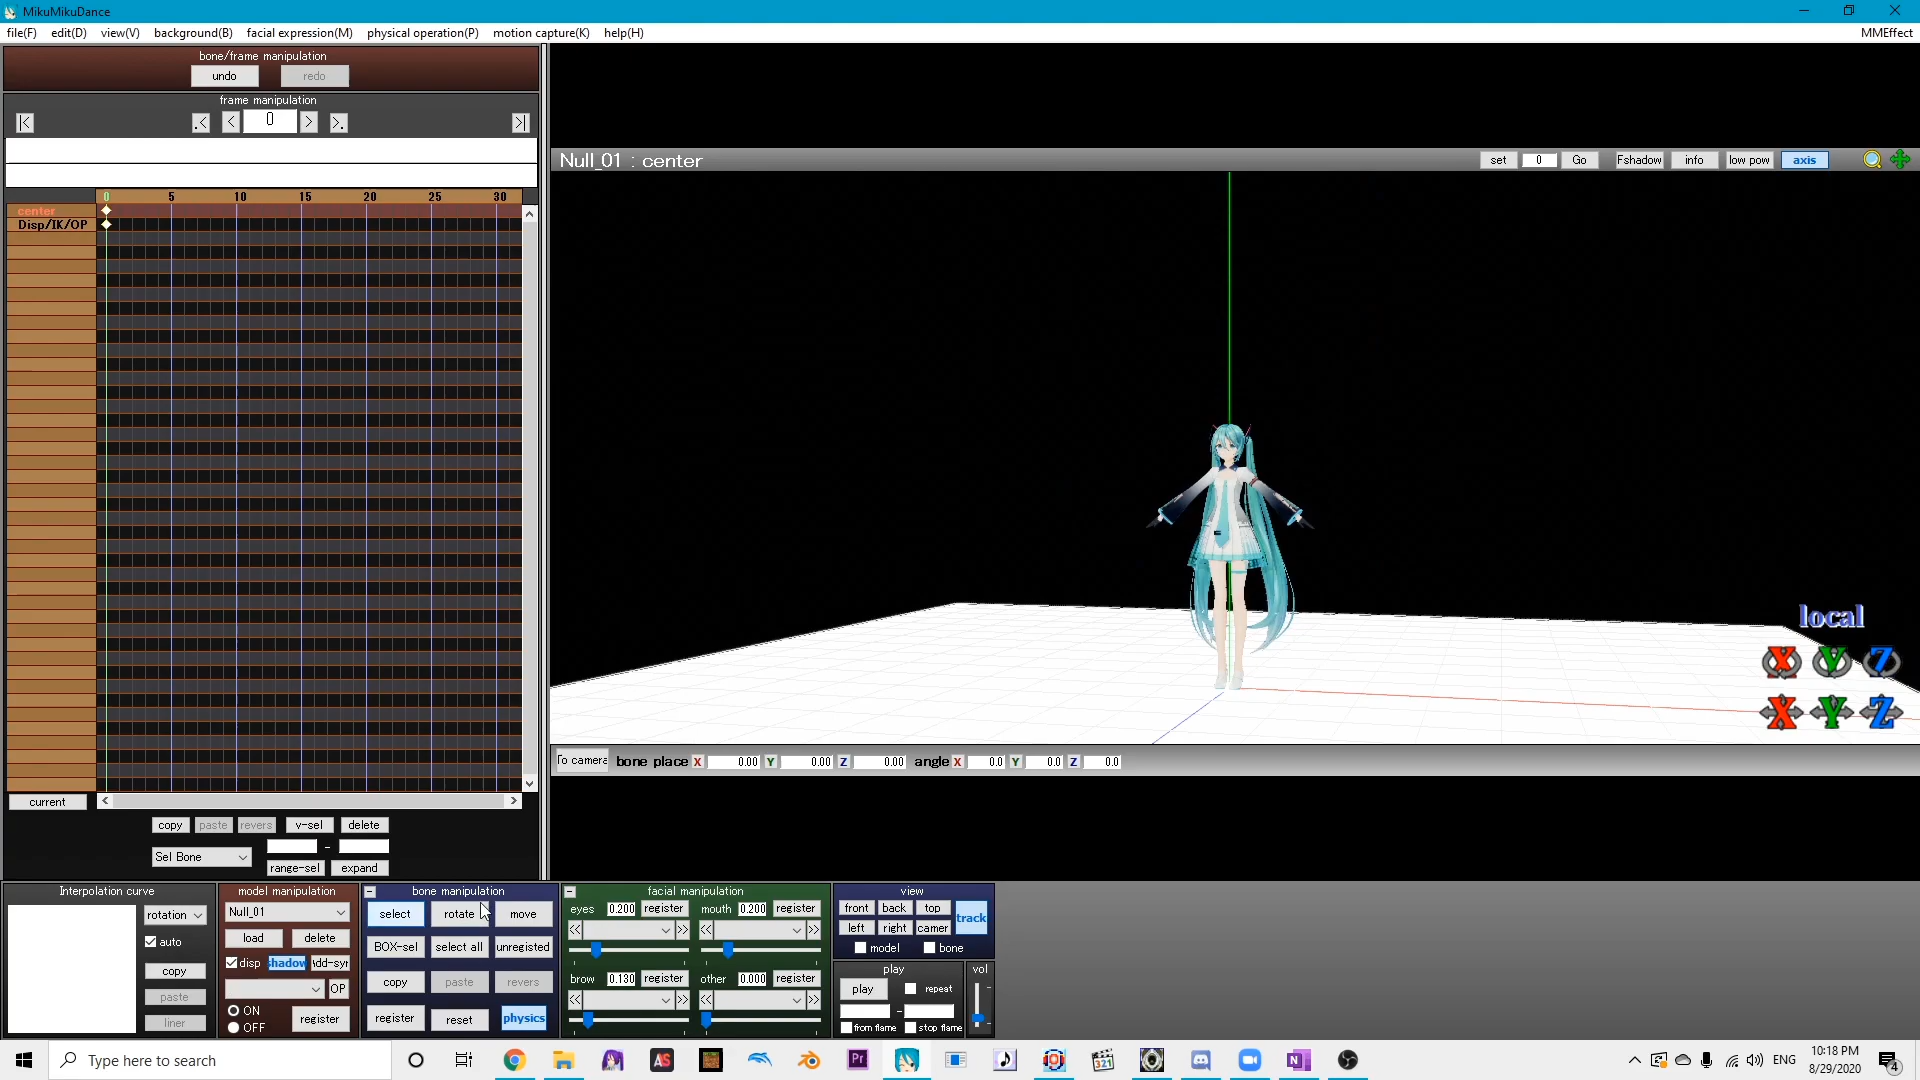 MikuMikuDance
file(F) edit(D) view(V) background(B) facial expression(M) physical operation(P) motion capture(K) help(H) MMEffect
bone/frame manipulation
undo redo
frame manipulation
|< .< < 0 > >. >|
Null_01 : center set 0 Go Fshadow info low pow axis
0 5 10 15 20 25 30
center
Disp/IK/OP
local
X Y Z
X Y Z
To camera bone place X 0.00 Y 0.00 Z 0.00 angle X 0.0 Y 0.0 Z 0.0
current
copy paste revers v-sel delete
Sel Bone -
range-sel expand
Interpolation curve
rotation
auto
copy
paste
liner
model manipulation
Null_01
load delete
disp shadow dd-syn
OP
ON
OFF
register
bone manipulation
select rotate move
BOX-sel select all unregisted
copy paste revers
register reset physics
facial manipulation
eyes 0.200 register mouth 0.200 register
<< >> << >>
brow 0.130 register other 0.000 register
<< >> << >>
view
front back top
left right camer
track
model bone
play vol
play repeat
-
from flame stop flame
Type here to search
AS
Pr
321
N
ENG
10:18 PM
8/29/2020
4